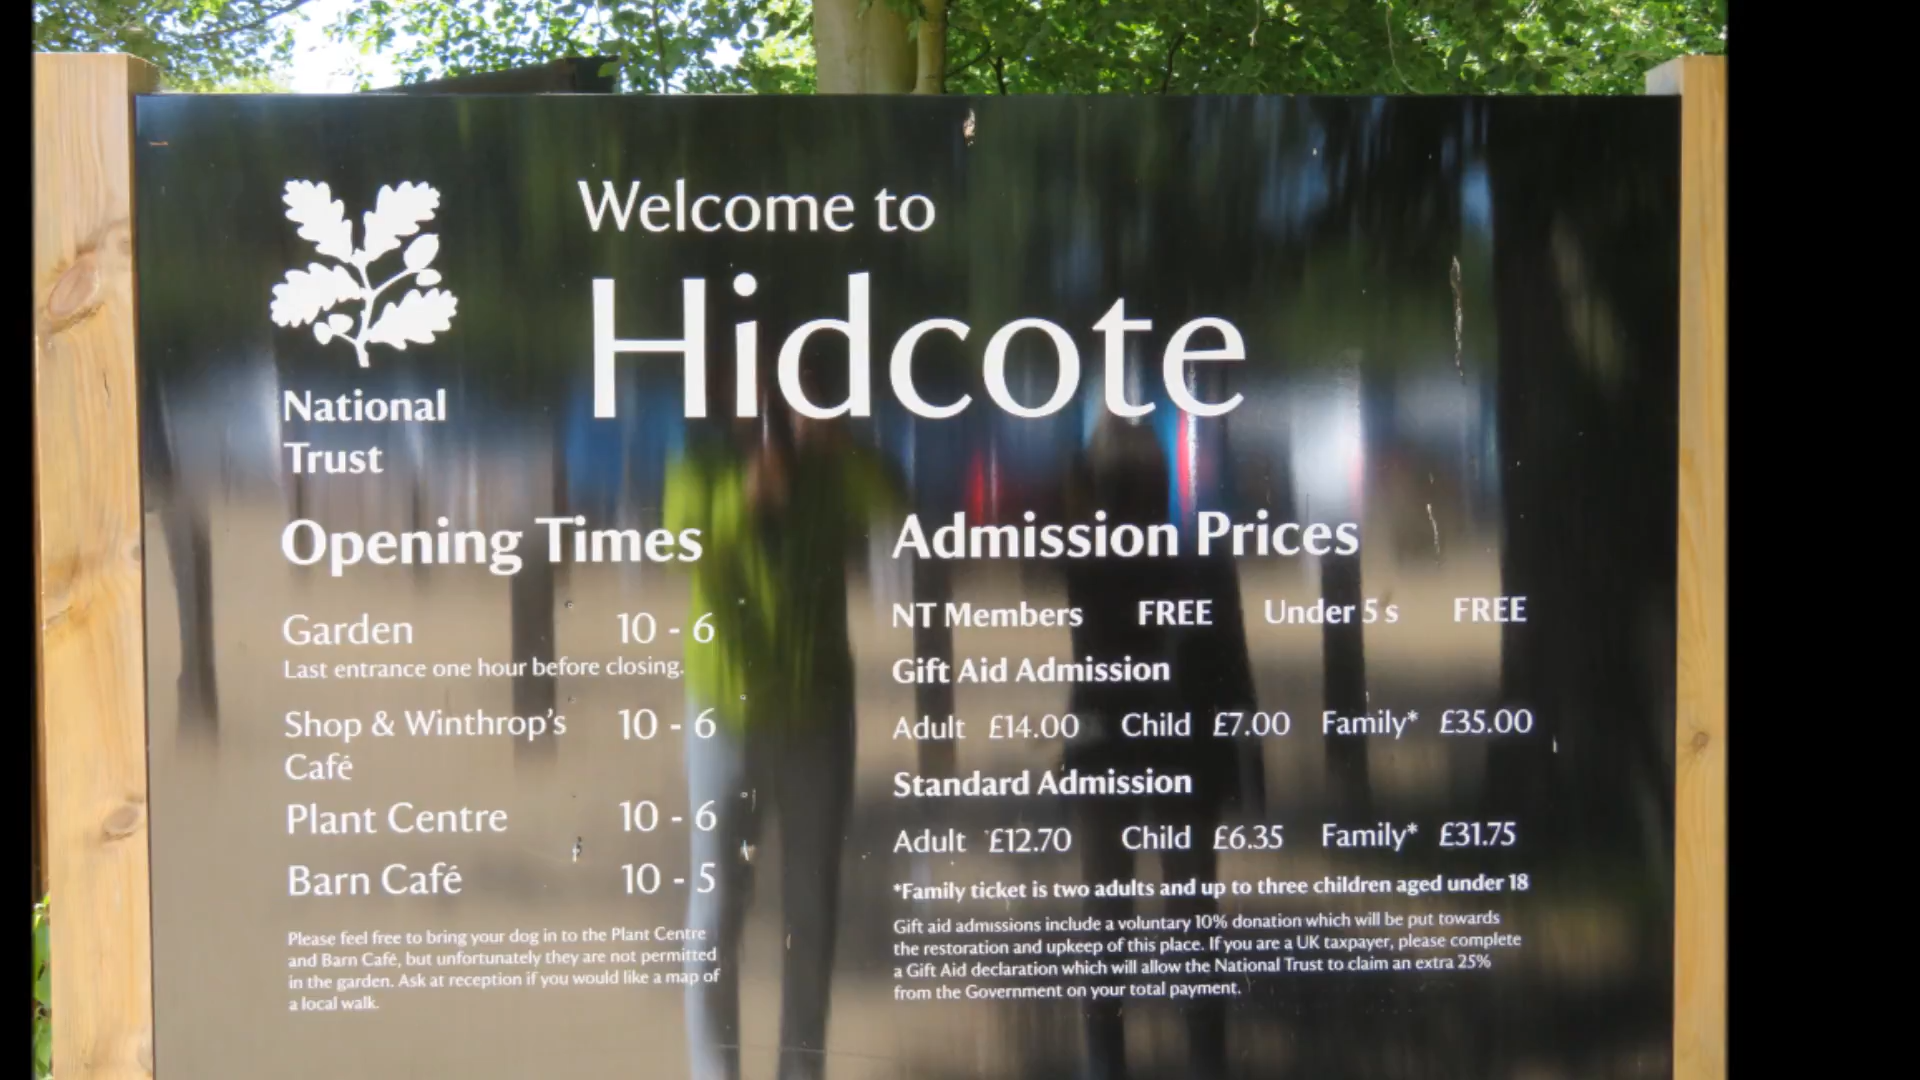 Welcome to
Hidcote
National
Trust
Opening Times
Garden 10 - 6
Last entrance one hour before closing.
Shop & Winthrop's 10 - 6
Café
Plant Centre 10 - 6
Barn Café 10 - 5
Please feel free to bring your dog in to the Plant Centre
and Barn Café, but unfortunately they are not permitted
in the garden. Ask at reception if you would like a map of
a local walk.
Admission Prices
NT Members FREE Under 5 s FREE
Gift Aid Admission
Adult £14.00 Child £7.00 Family* £35.00
Standard Admission
Adult £12.70 Child £6.35 Family* £31.75
*Family ticket is two adults and up to three children aged under 18
Gift aid admissions include a voluntary 10% donation which will be put towards
the restoration and upkeep of this place. If you are a UK taxpayer, please complete
a Gift Aid declaration which will allow the National Trust to claim an extra 25%
from the Government on your total payment.